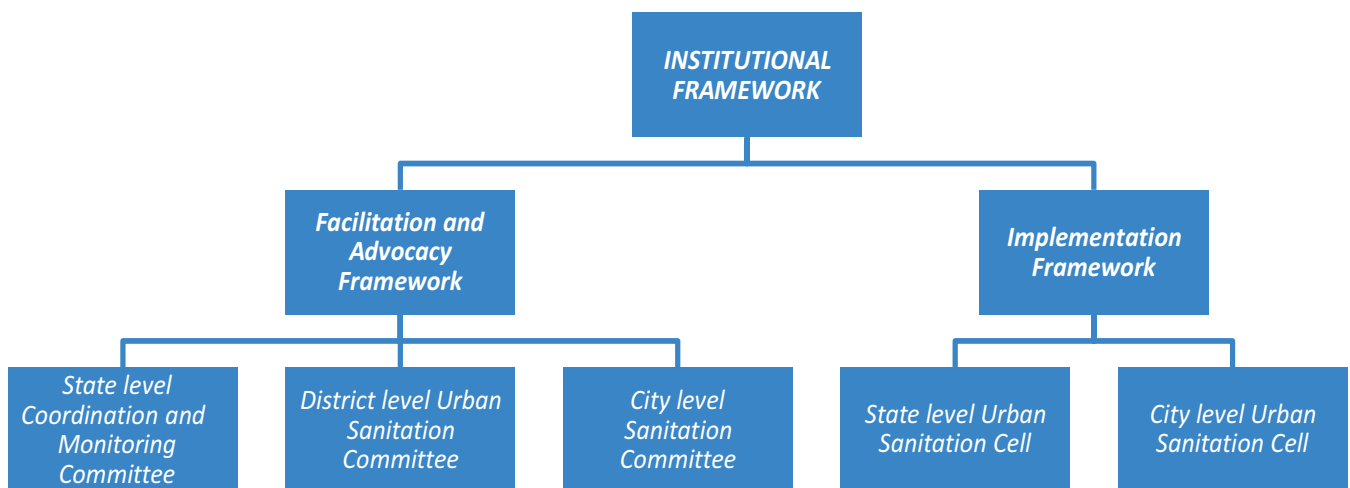 INSTITUTIONAL
FRAMEWORK
Facilitation and
Advocacy
Framework
Implementation
Framework
State level
Coordination and
Monitoring
Committee
District level Urban
Sanitation
Committee
City level
Sanitation
Committee
State level Urban
Sanitation Cell
City level Urban
Sanitation Cell